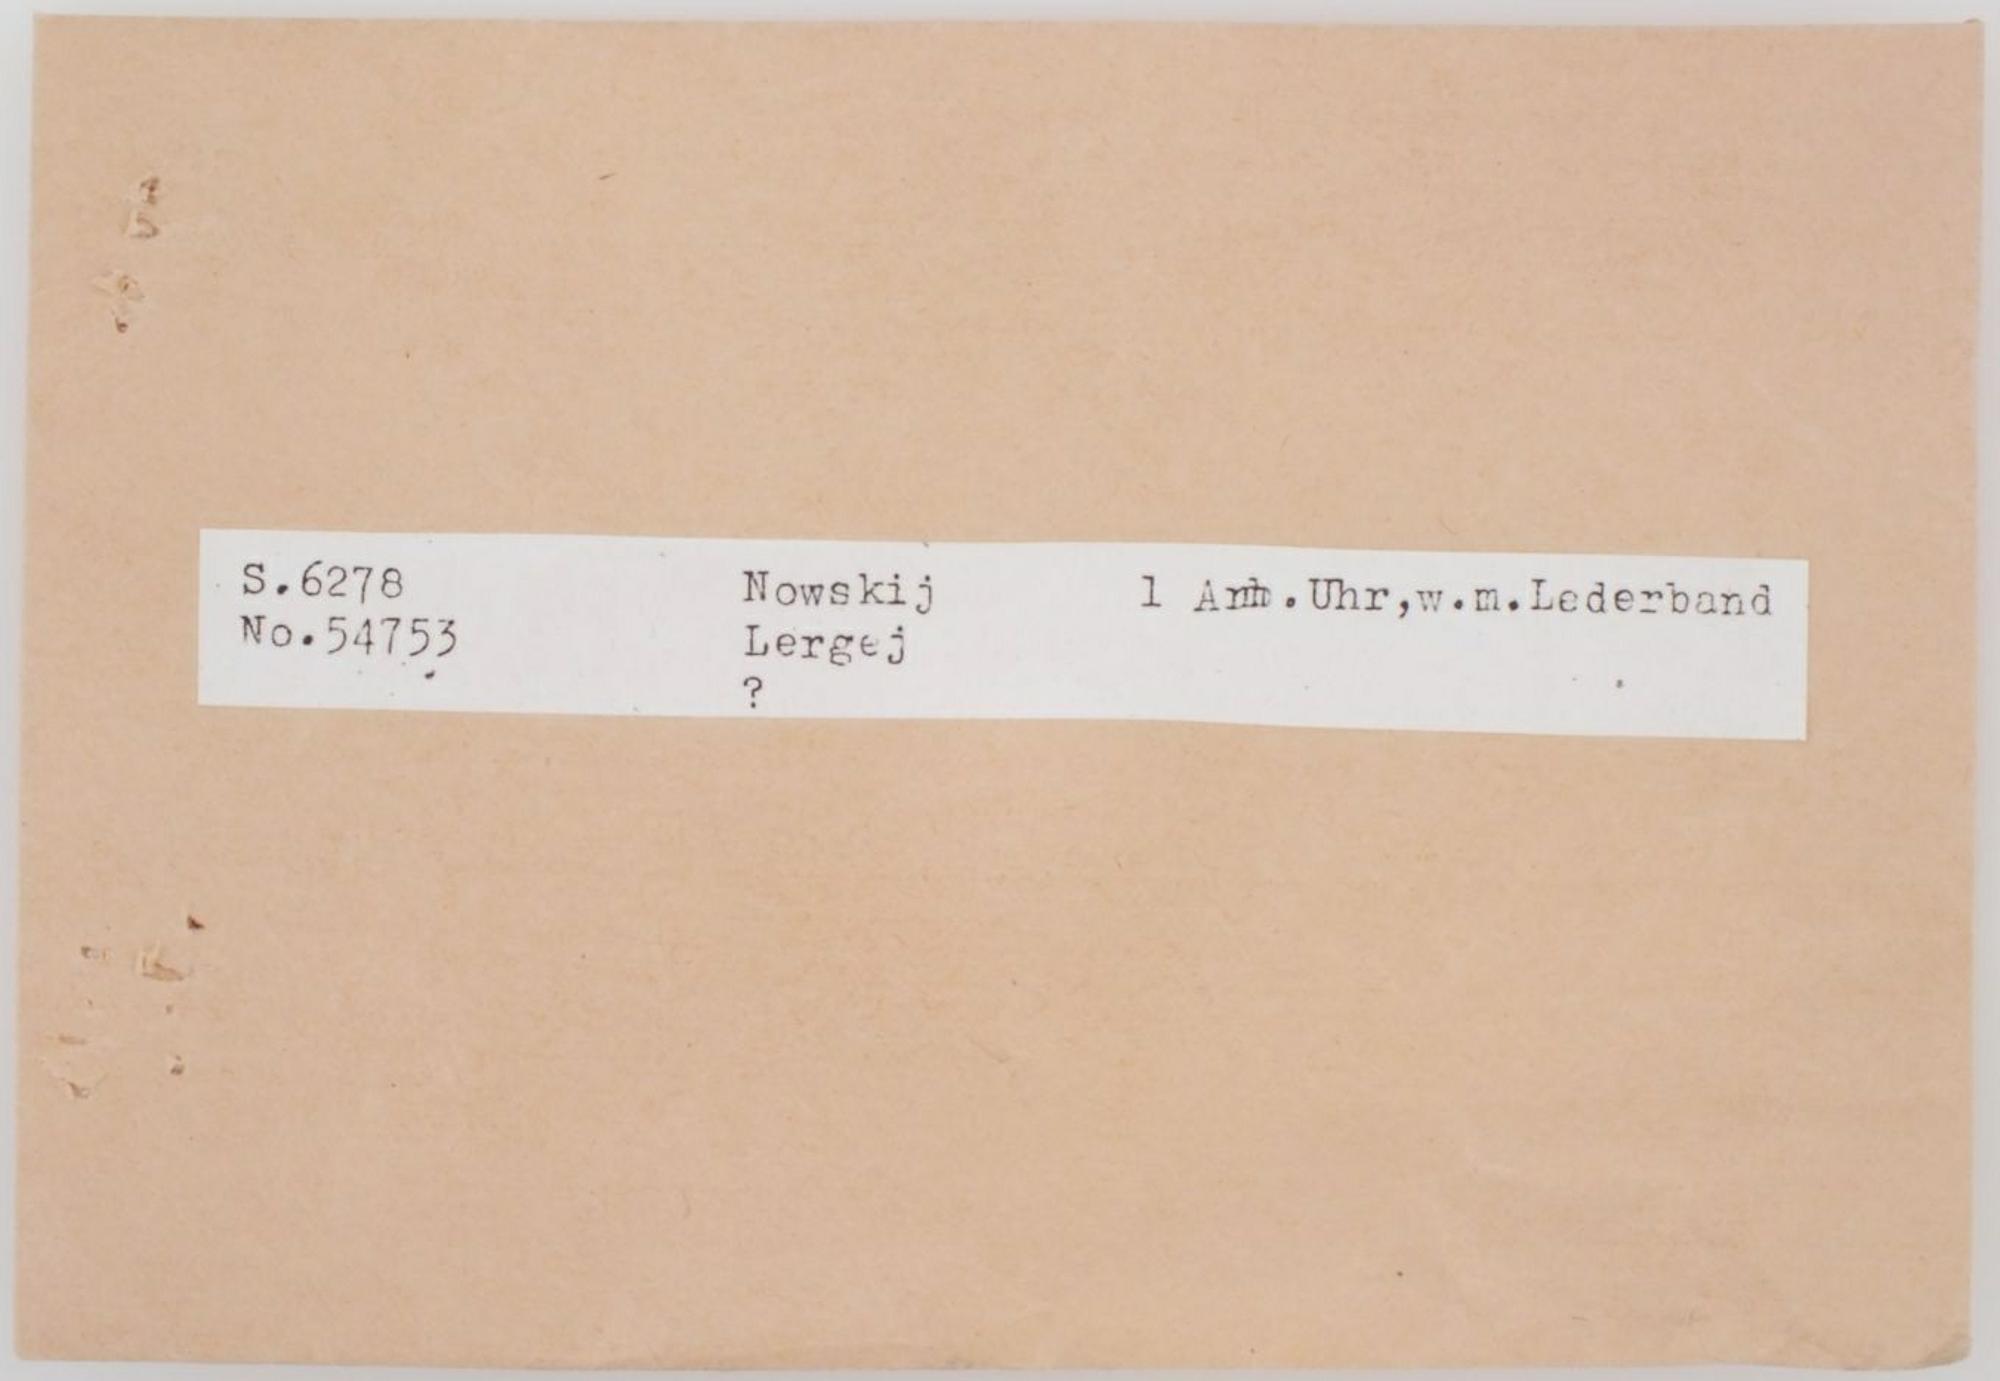 S.6278 Nowskij 1 Arm.Uhr,w.m.Lederband
No.54753 Lergej
?